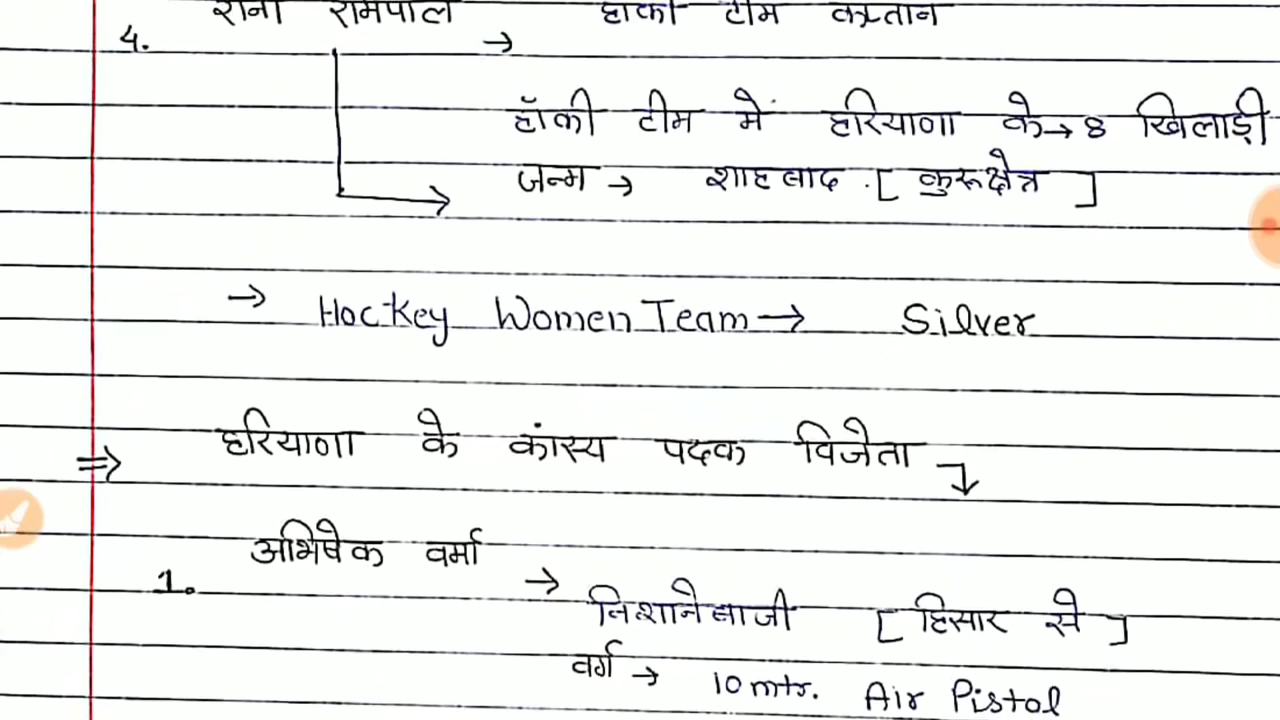 4. रानी रामपाल → हॉकी टीम कप्तान
हॉकी टीम में हरियाणा के → 8 खिलाड़ी
जन्म → शाहबाद . [ कुरूक्षेत्र ]
→ Hockey Women Team → Silver
⇒ हरियाणा के कांस्य पदक विजेता ↓
1. अभिषेक वर्मा → निशानेबाजी [ हिसार से ]
वर्ग → 10 mtr. Air Pistol